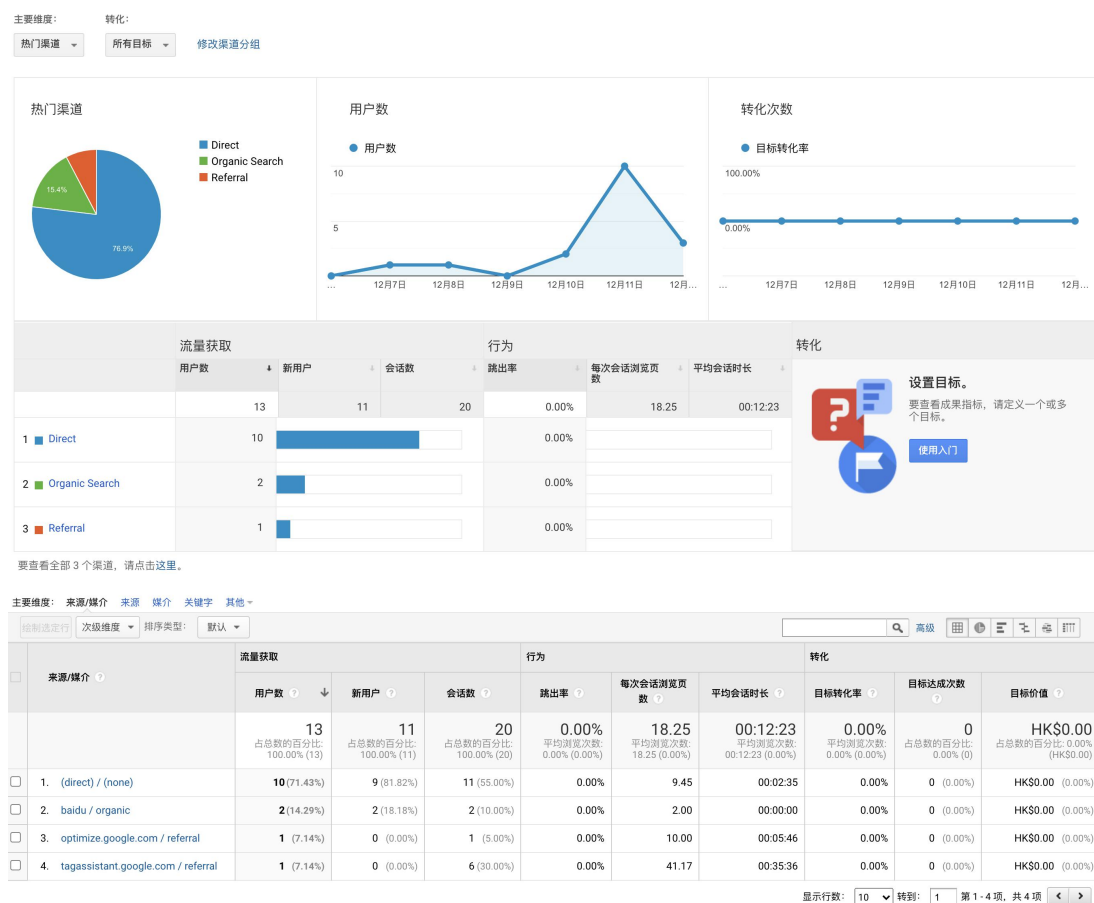 主要维度： 转化：
热门渠道 所有目标 修改渠道分组
热门渠道
Direct
Organic Search
Referral
15.4%
76.9%
用户数
用户数
10
5
... 12月7日 12月8日 12月9日 12月10日 12月11日 12月...
转化次数
目标转化率
100.00%
0.00%
... 12月7日 12月8日 12月9日 12月10日 12月11日 12月...
流量获取 行为 转化
用户数 新用户 会话数 跳出率 每次会话浏览页数 平均会话时长
13 11 20 0.00% 18.25 00:12:23
1 Direct 10 0.00%
2 Organic Search 2 0.00%
3 Referral 1 0.00%
设置目标。
要查看成果指标，请定义一个或多
个目标。
使用入门
要查看全部 3 个渠道，请点击这里。
主要维度： 来源/媒介 来源 媒介 关键字 其他
绘制选定行 次级维度 排序类型： 默认 高级
来源/媒介 ? 流量获取 行为 转化
用户数 ? 新用户 ? 会话数 ? 跳出率 ? 每次会话浏览页数 ? 平均会话时长 ? 目标转化率 ? 目标达成次数 ? 目标价值 ?
13 11 20 0.00% 18.25 00:12:23 0.00% 0 HK$0.00
占总数的百分比: 占总数的百分比: 占总数的百分比: 平均浏览次数: 平均浏览次数: 平均浏览次数: 平均浏览次数: 占总数的百分比: 占总数的百分比: 0.00%
100.00% (13) 100.00% (11) 100.00% (20) 0.00% (0.00%) 18.25 (0.00%) 00:12:23 (0.00%) 0.00% (0.00%) 0.00% (0) (HK$0.00)
1. (direct) / (none) 10 (71.43%) 9 (81.82%) 11 (55.00%) 0.00% 9.45 00:02:35 0.00% 0 (0.00%) HK$0.00 (0.00%)
2. baidu / organic 2 (14.29%) 2 (18.18%) 2 (10.00%) 0.00% 2.00 00:00:00 0.00% 0 (0.00%) HK$0.00 (0.00%)
3. optimize.google.com / referral 1 (7.14%) 0 (0.00%) 1 (5.00%) 0.00% 10.00 00:05:46 0.00% 0 (0.00%) HK$0.00 (0.00%)
4. tagassistant.google.com / referral 1 (7.14%) 0 (0.00%) 6 (30.00%) 0.00% 41.17 00:35:36 0.00% 0 (0.00%) HK$0.00 (0.00%)
显示行数： 10 转到： 1 第 1 - 4 项，共 4 项